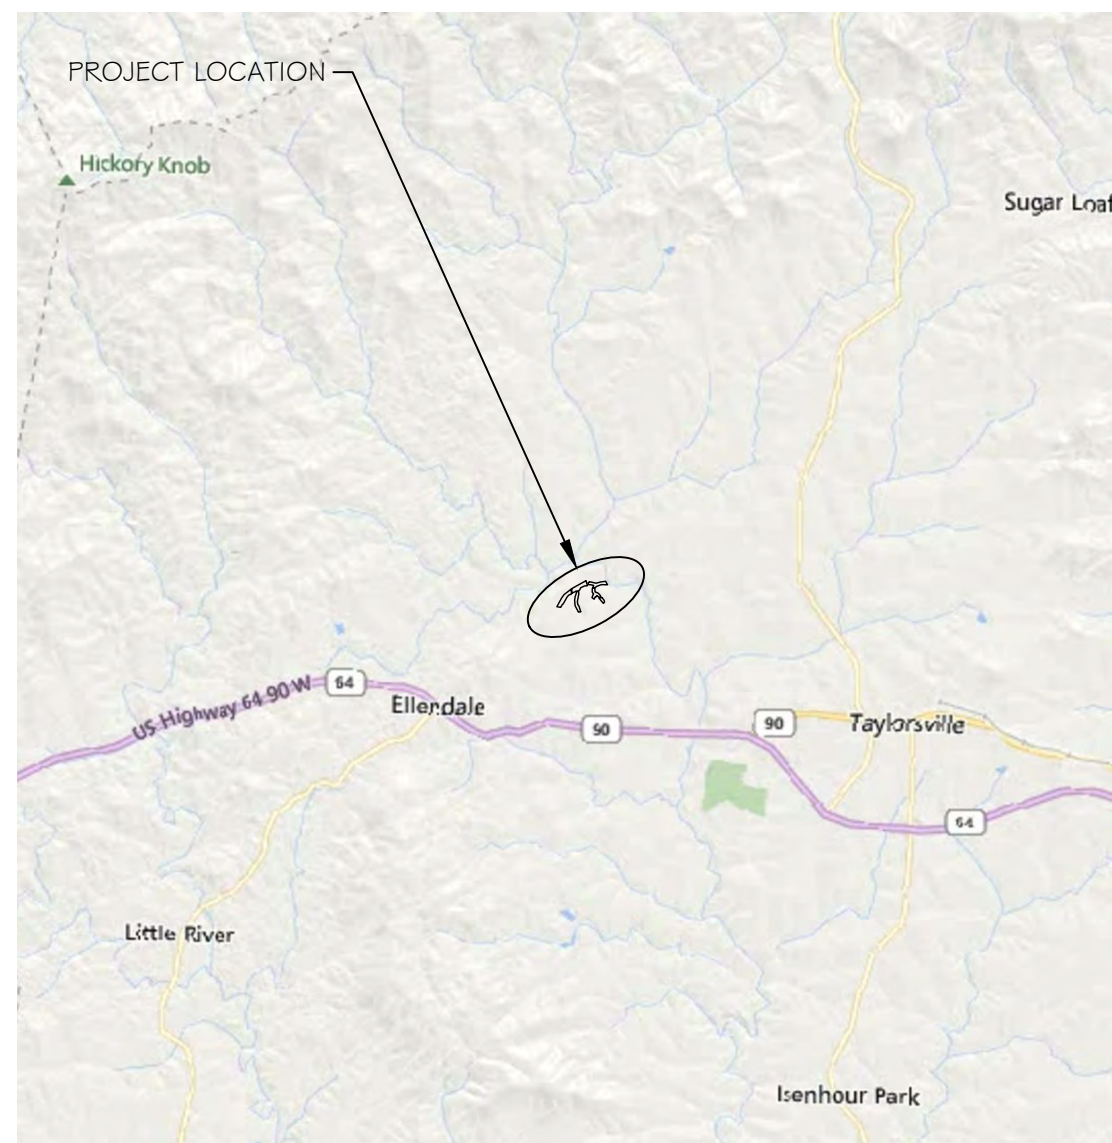 PROJECT LOCATION
Hickory Knob
Sugar Loaf
US Highway 64 90 W
64
Ellendale
90
90
Taylorsville
64
Little River
Isenhour Park